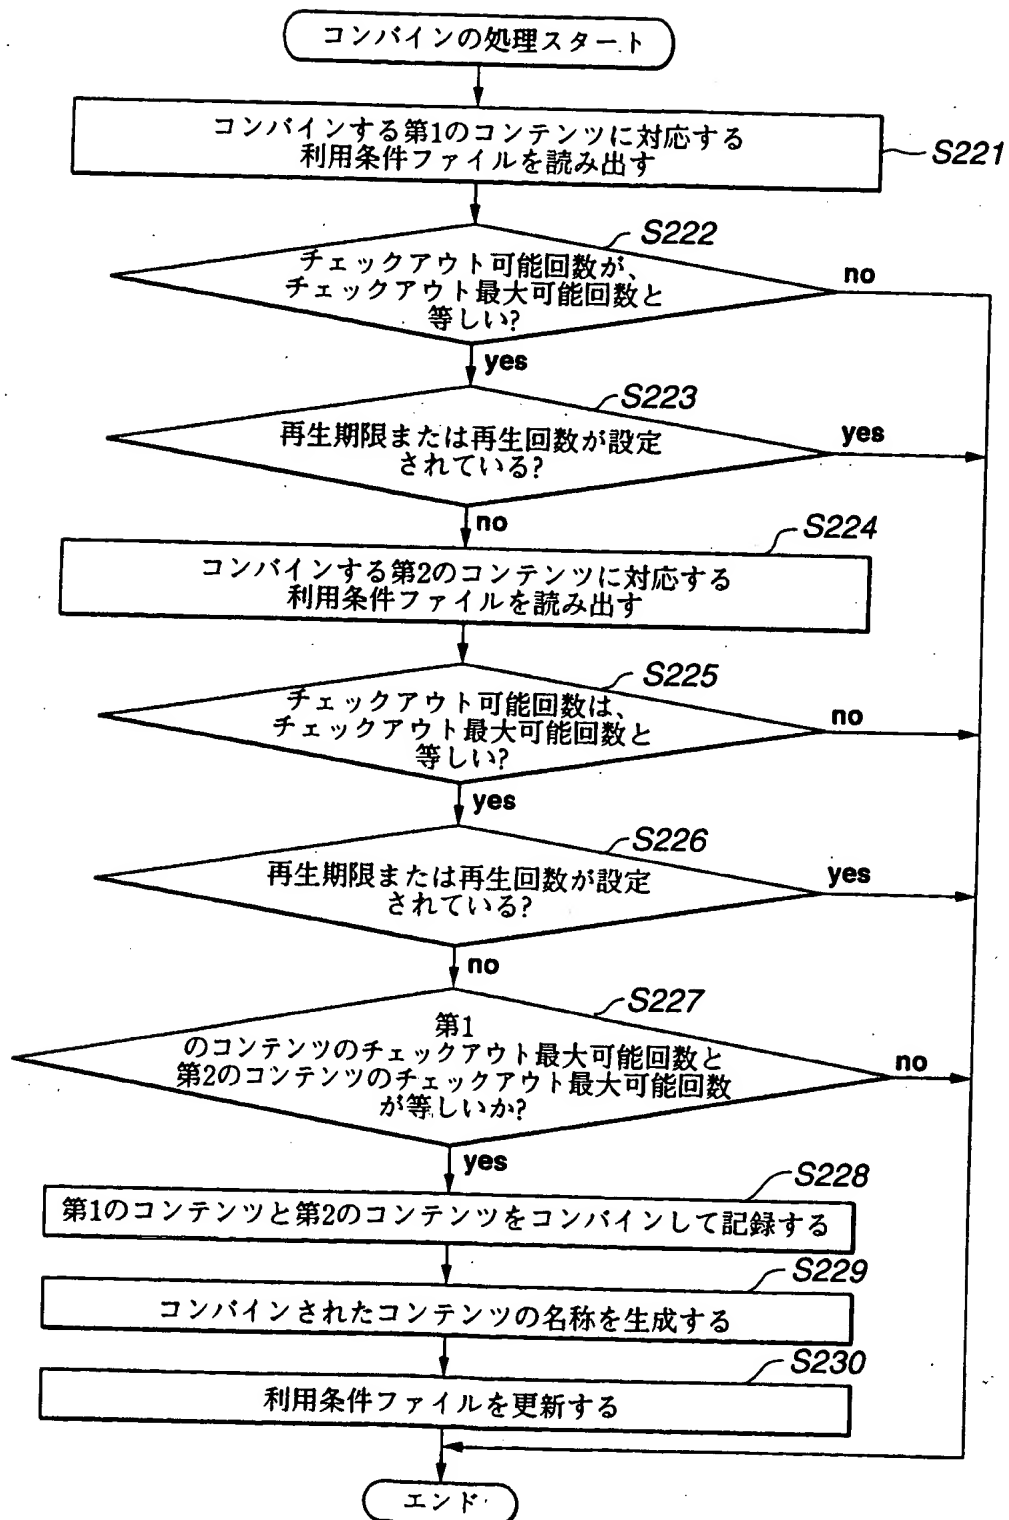 コンバインの処理スタート
コンバインする第1のコンテンツに対応する
利用条件ファイルを読み出す
S221
S222
チェックアウト可能回数が、
チェックアウト最大可能回数と
等しい?
no
yes
S223
再生期限または再生回数が設定
されている?
yes
no
S224
コンバインする第2のコンテンツに対応する
利用条件ファイルを読み出す
S225
チェックアウト可能回数は、
チェックアウト最大可能回数と
等しい?
no
yes
S226
再生期限または再生回数が設定
されている?
yes
no
S227
第1
のコンテンツのチェックアウト最大可能回数と
第2のコンテンツのチェックアウト最大可能回数
が等しいか?
no
yes
S228
第1のコンテンツと第2のコンテンツをコンバインして記録する
S229
コンバインされたコンテンツの名称を生成する
S230
利用条件ファイルを更新する
エンド